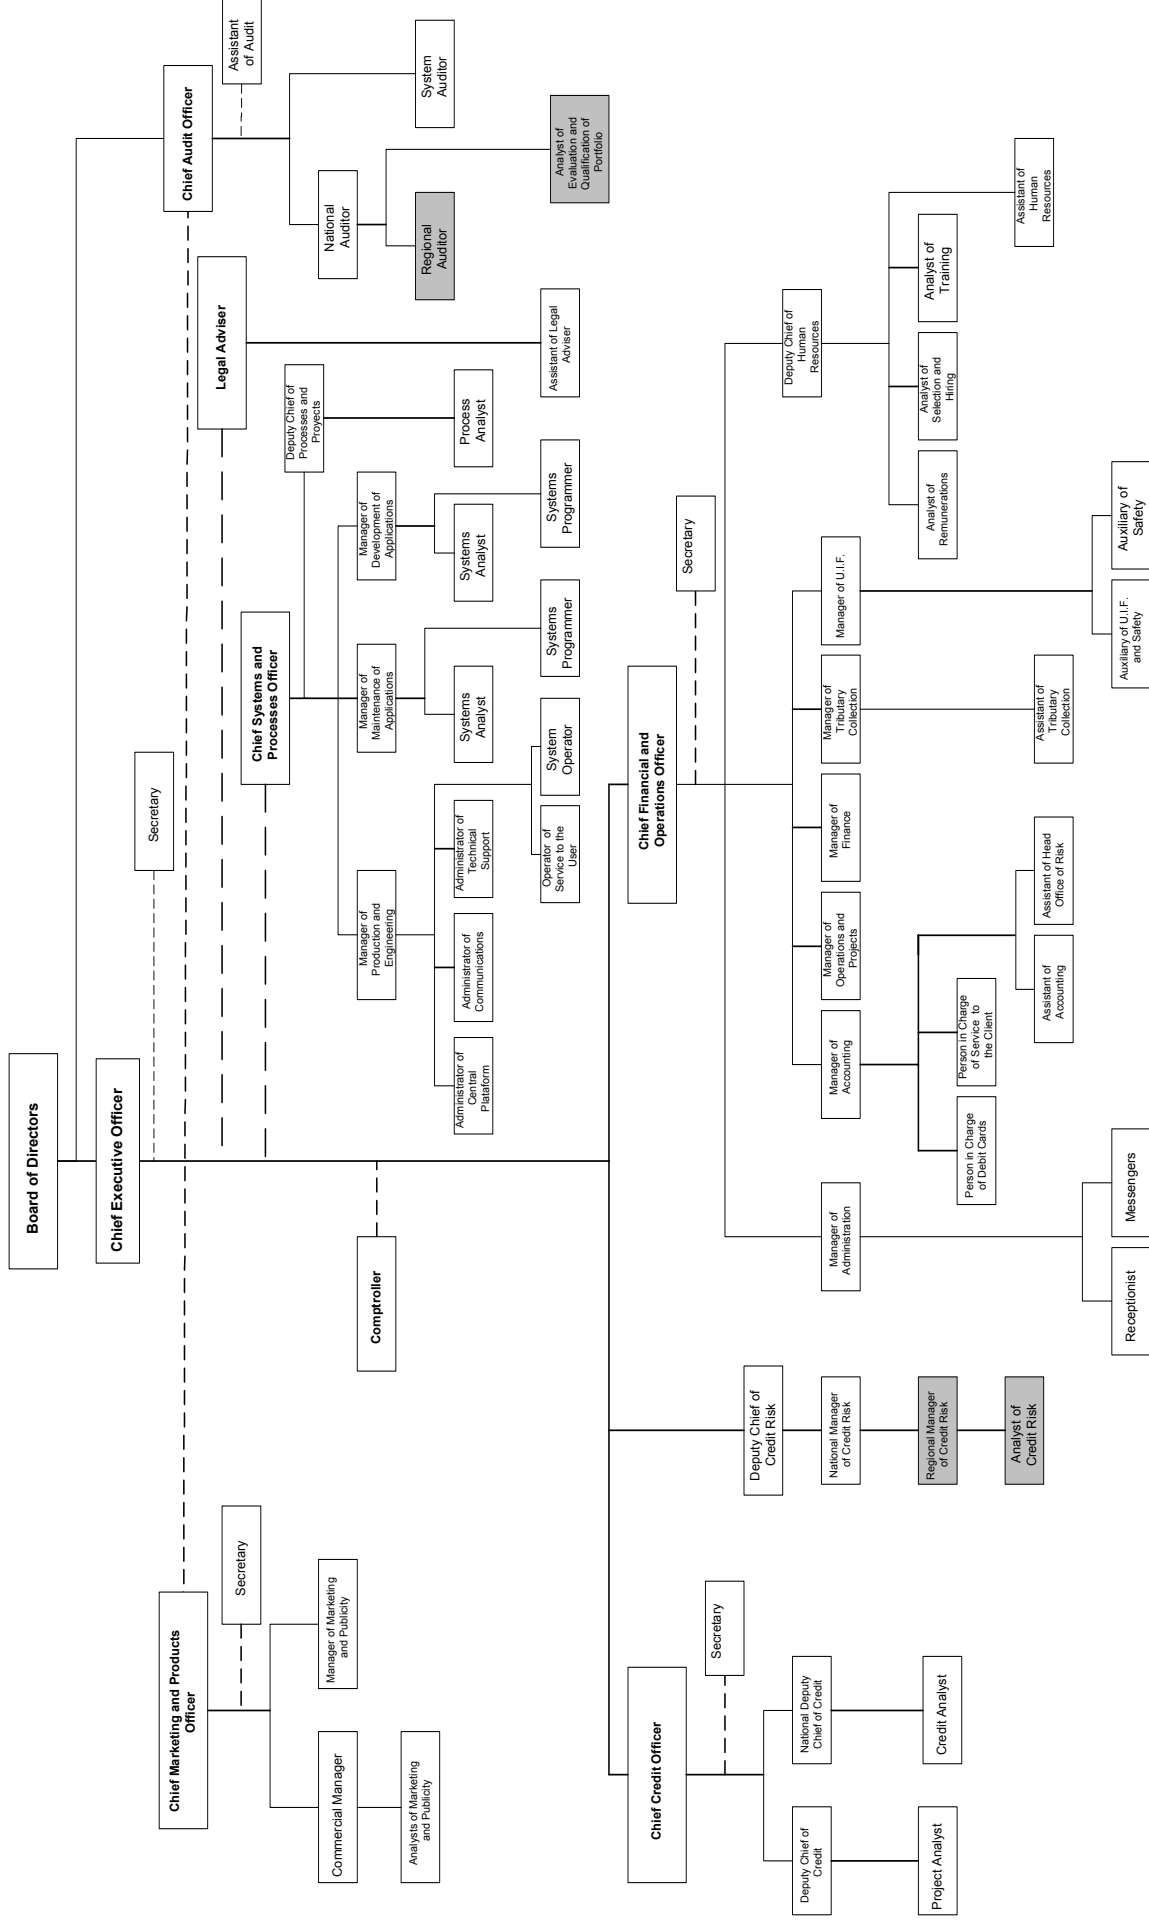 Board of Directors
Chief Executive Officer
Secretary
Chief Marketing and Products
Officer
Secretary
Commercial Manager
Manager of Marketing
and Publicity
Analysts of Marketing
and Publicity
Chief Audit Officer
Assistant
of Audit
National
Auditor
System
Auditor
Regional
Auditor
Analyst of
Evaluation and
Qualification of
Portfolio
Legal Adviser
Assistant of Legal
Adviser
Chief Systems and
Processes Officer
Deputy Chief of
Processes and
Proyects
Process
Analyst
Manager of
Production and
Engineering
Manager of
Maintenance of
Applications
Manager of
Development of
Applications
Administrator of
Central
Plataform
Administrator of
Communications
Administrator of
Technical
Support
Systems
Analyst
Systems
Analyst
Operator of
Service to the
User
System
Operator
Systems
Programmer
Systems
Programmer
Comptroller
Chief Credit Officer
Secretary
Deputy Chief of
Credit
National Deputy
Chief of Credit
Project Analyst
Credit Analyst
Deputy Chief of
Credit Risk
National Manager
of Credit Risk
Regional Manager
of Credit Risk
Analyst of
Credit Risk
Chief Financial and
Operations Officer
Secretary
Manager of
Administration
Receptionist
Messengers
Manager of
Accounting
Manager of
Operations and
Projects
Manager of
Finance
Manager of
Tributary
Collection
Manager of U.I.F.
Person in Charge
of Debit Cards
Person in Charge
of Service to
the Client
Assistant of
Accounting
Assistant of Head
Office of Risk
Assistant of
Tributary
Collection
Auxiliary of U.I.F.
and Safety
Auxiliary of
Safety
Deputy Chief of
Human
Resources
Analyst of
Remunerations
Analyst of
Selection and
Hiring
Analyst of
Training
Assistant of
Human
Resources